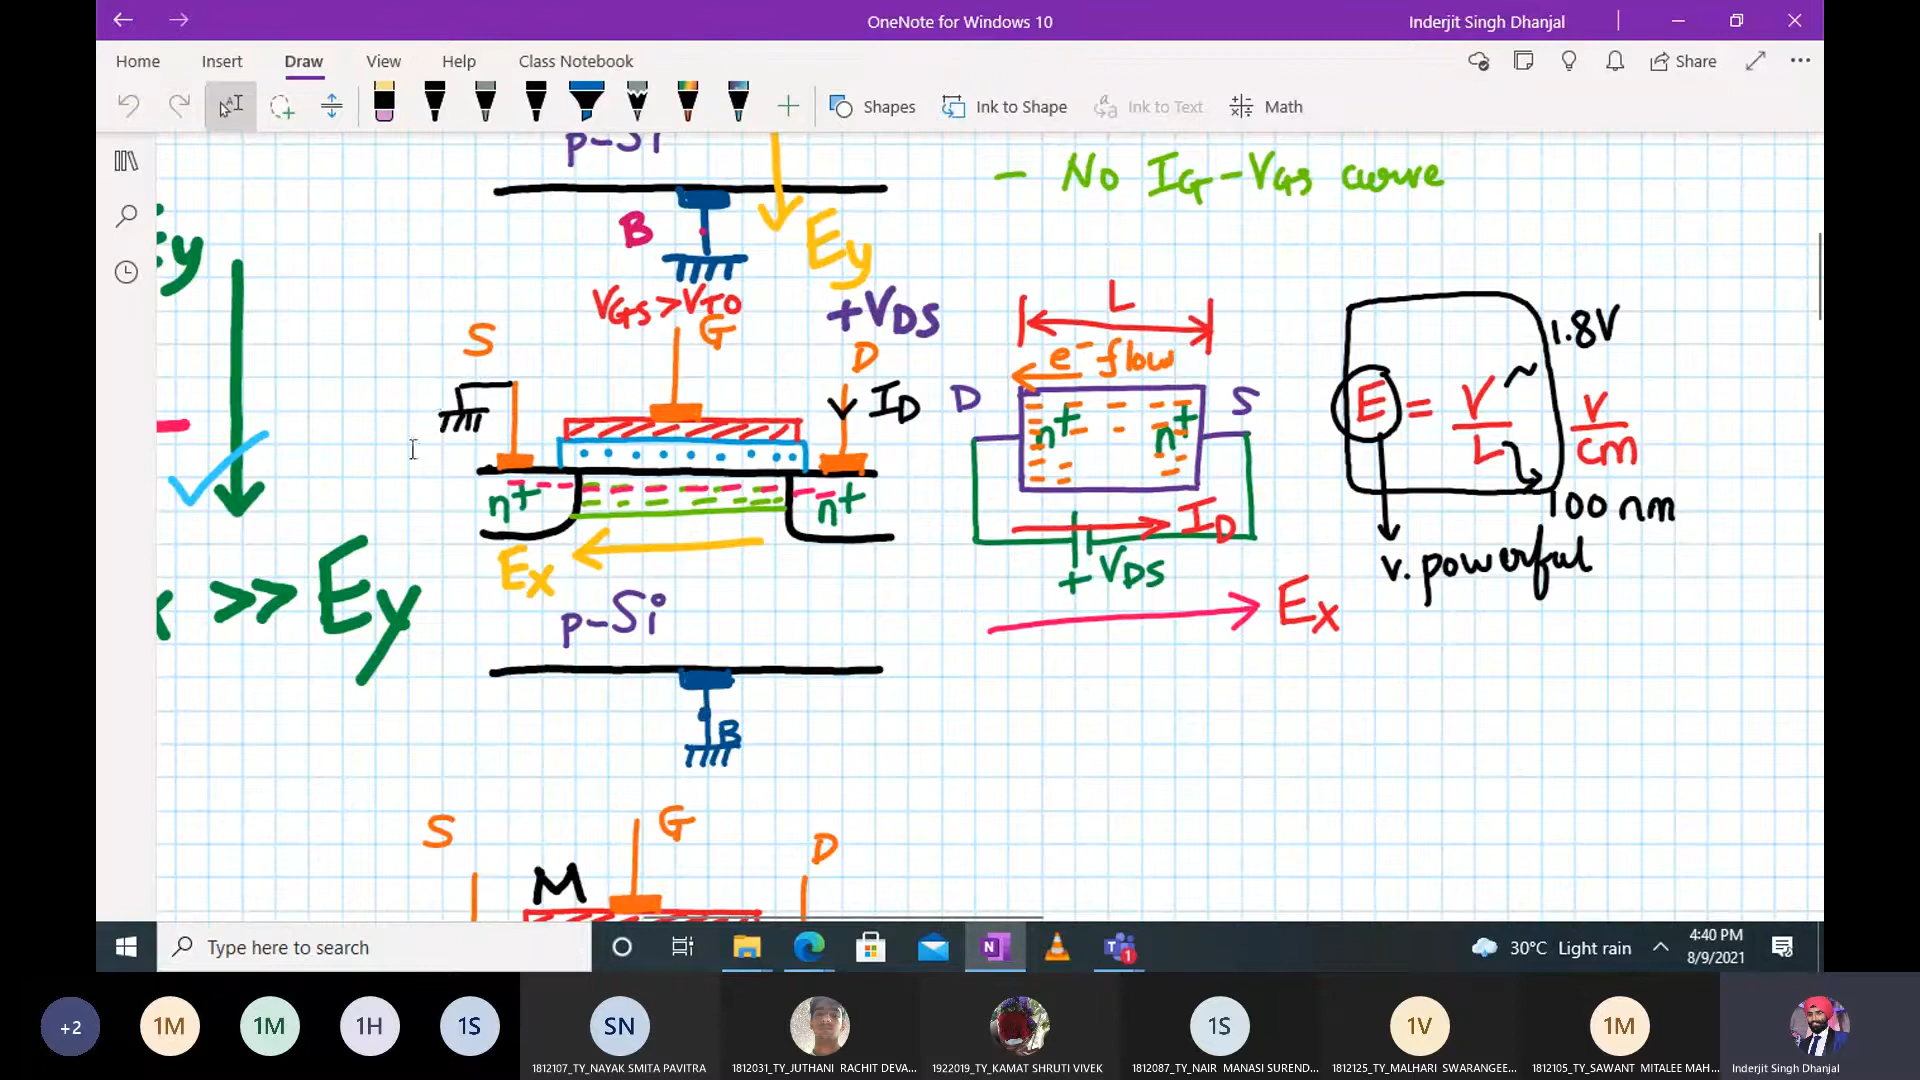 OneNote for Windows 10
Inderjit Singh Dhanjal
Home Insert Draw View Help Class Notebook
Share
Shapes Ink to Shape Ink to Text Math
p-Si
- No IG-VGS curve
B
Ey
Ey
VGS > VTO
+VDS
S
G
D
ID
n+
n+
Ex
p-Si
B
>> Ey
L
e- flow
D
S
n+
n+
ID
+ VDS
Ex
E = V/L
V/cm
1.8V
100 nm
v. powerful
S
G
D
M
Type here to search
30°C Light rain
4:40 PM
8/9/2021
1
+2
1M
1M
1H
1S
SN
1S
1V
1M
1812107_TY_NAYAK SMITA PAVITRA
1812031_TY_JUTHANI RACHIT DEVA...
1922019_TY_KAMAT SHRUTI VIVEK
1812087_TY_NAIR MANASI SUREND...
1812125_TY_MALHARI SWARANGEE...
1812105_TY_SAWANT MITALEE MAH...
Inderjit Singh Dhanjal